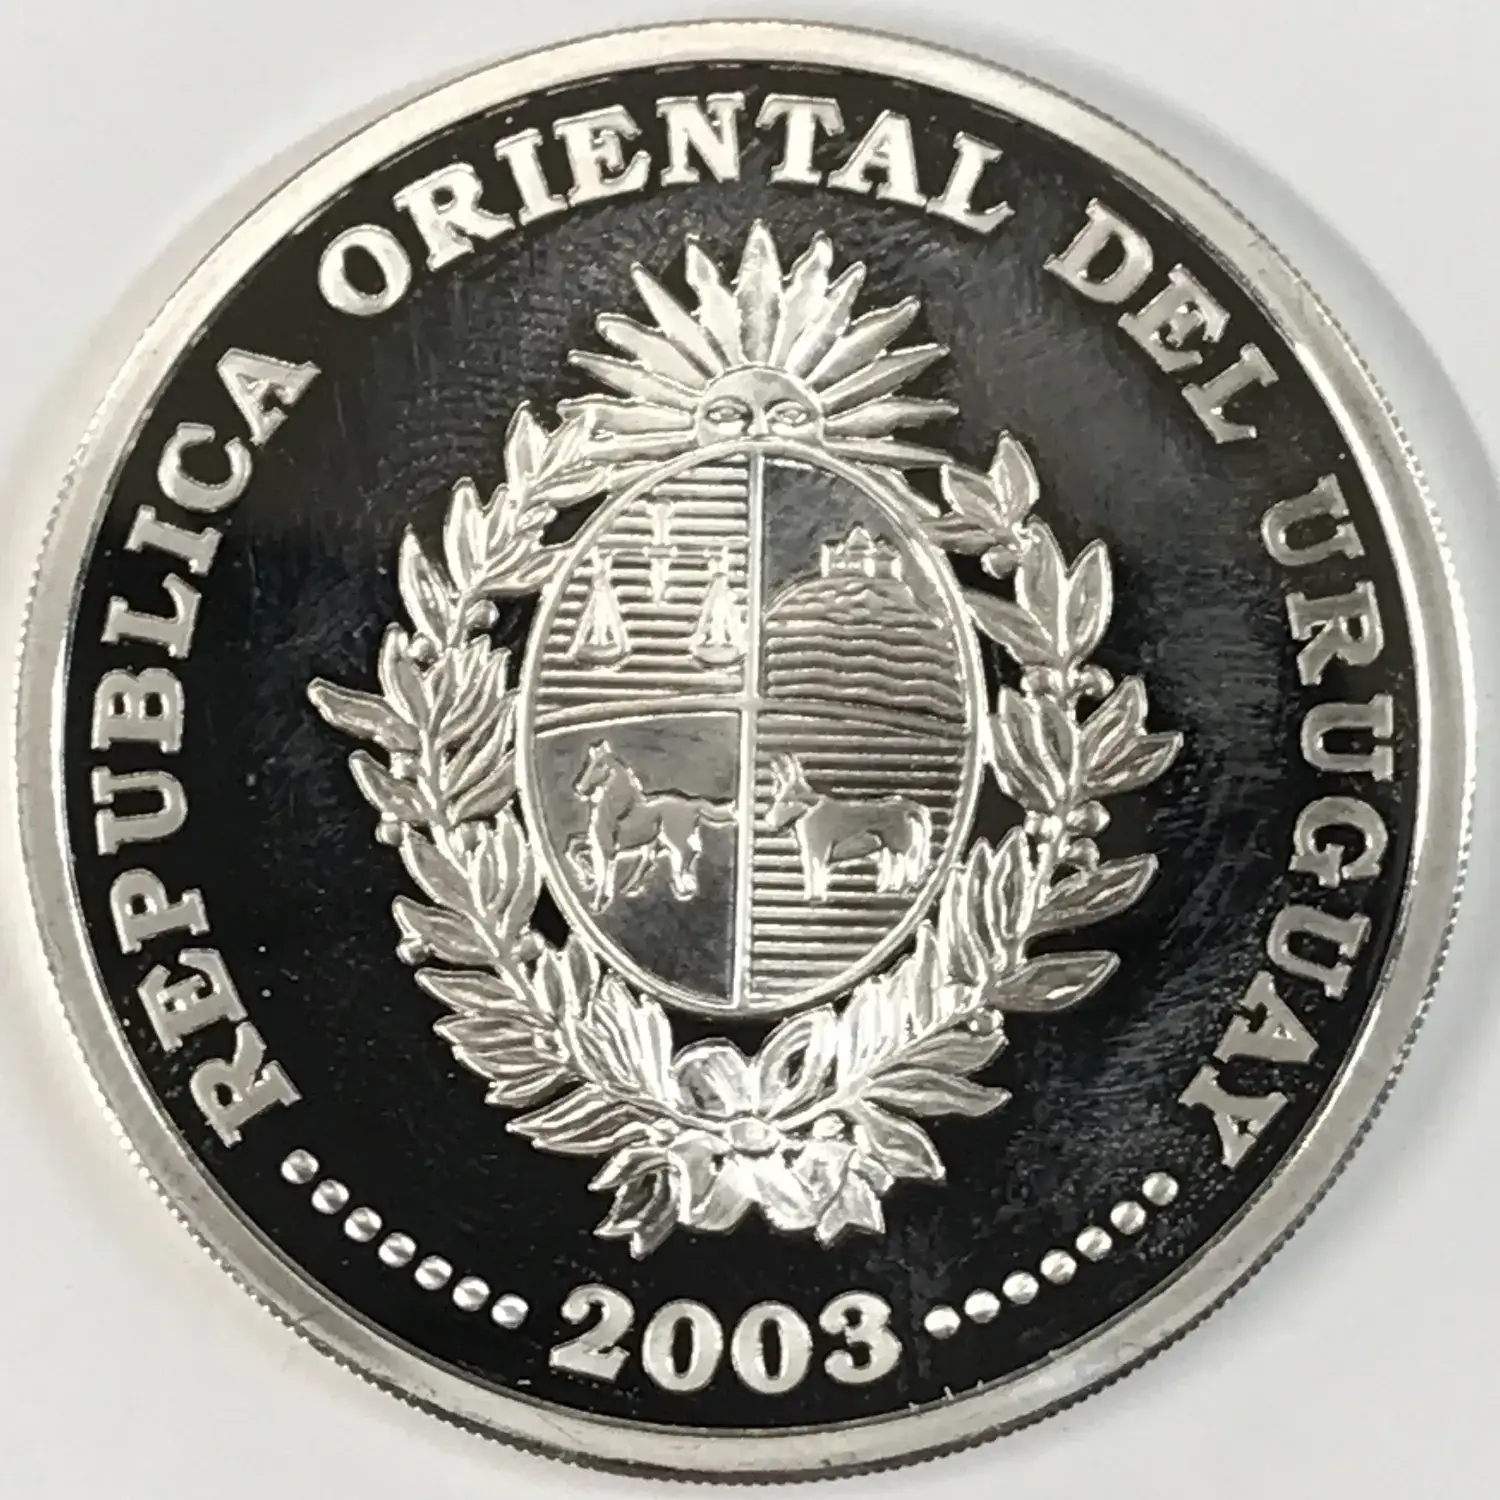 REPUBLICA ORIENTAL DEL URUGUAY
2003